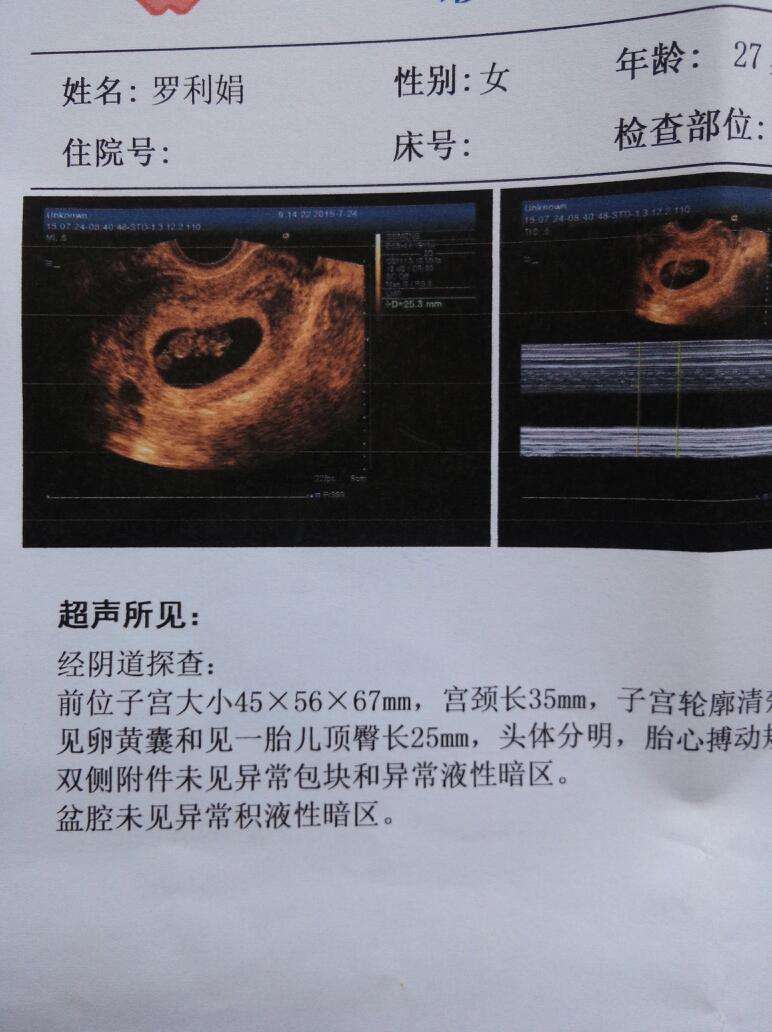 姓名: 罗利娟 性别: 女 年龄: 27
住院号: 床号: 检查部位:
Unknown 9:14:22 2015-7-24 Unknown
15.07.24-08:40:48-STD-1.3.12.2.110 15.07.24-08:40:48-STD-1.3.12.2.110
D=25.3 mm
超声所见:
经阴道探查:
前位子宫大小45×56×67mm, 宫颈长35mm, 子宫轮廓清
见卵黄囊和见一胎儿顶臀长25mm, 头体分明, 胎心搏动
双侧附件未见异常包块和异常液性暗区。
盆腔未见异常积液性暗区。